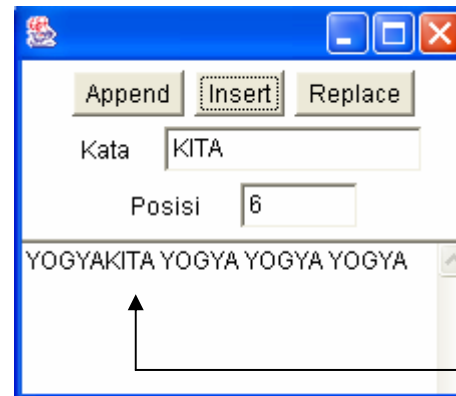 Append Insert Replace
Kata KITA
Posisi 6
YOGYAKITA YOGYA YOGYA YOGYA